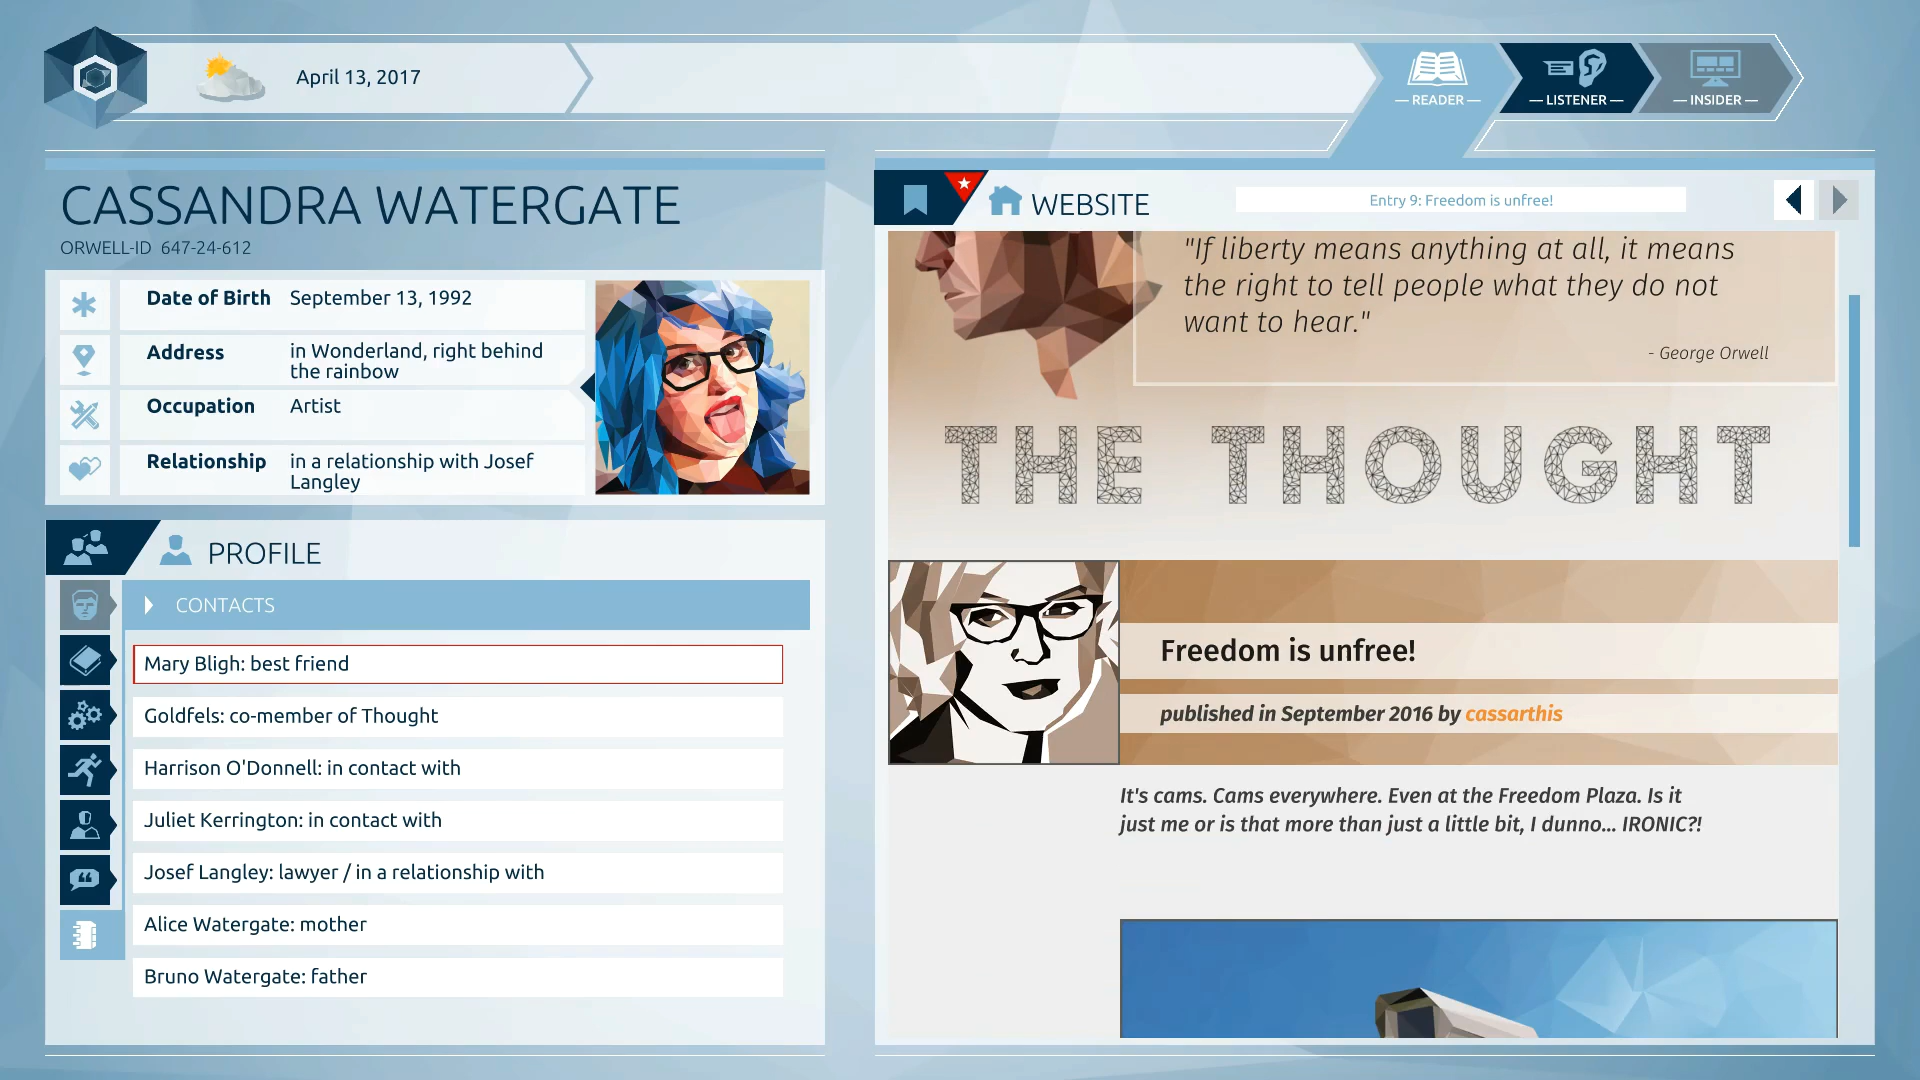 April 13, 2017
READER
LISTENER
INSIDER
CASSANDRA WATERGATE
ORWELL-ID 647-24-612
Date of Birth September 13, 1992
Address in Wonderland, right behind
the rainbow
Occupation Artist
Relationship in a relationship with Josef
Langley
PROFILE
CONTACTS
Mary Bligh: best friend
Goldfels: co-member of Thought
Harrison O'Donnell: in contact with
Juliet Kerrington: in contact with
Josef Langley: lawyer / in a relationship with
Alice Watergate: mother
Bruno Watergate: father
WEBSITE
Entry 9: Freedom is unfree!
"If liberty means anything at all, it means
the right to tell people what they do not
want to hear."
- George Orwell
THE THOUGHT
Freedom is unfree!
published in September 2016 by cassarthis
It's cams. Cams everywhere. Even at the Freedom Plaza. Is it
just me or is that more than just a little bit, I dunno... IRONIC?!